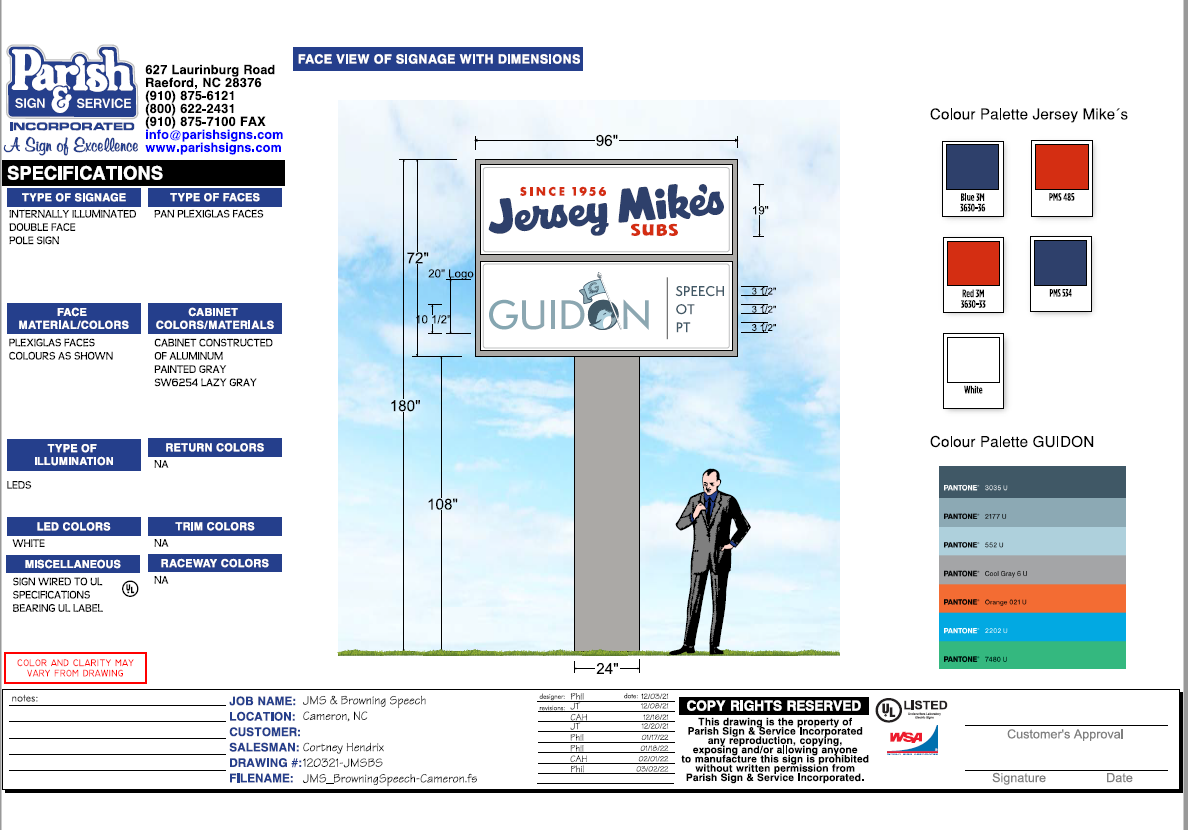 Parish
SIGN & SERVICE
INCORPORATED
A Sign of Excellence
627 Laurinburg Road
Raeford, NC 28376
(910) 875-6121
(800) 622-2431
(910) 875-7100 FAX
info@parishsigns.com
www.parishsigns.com
FACE VIEW OF SIGNAGE WITH DIMENSIONS
SPECIFICATIONS
TYPE OF SIGNAGE
INTERNALLY ILLUMINATED
DOUBLE FACE
POLE SIGN
TYPE OF FACES
PAN PLEXIGLAS FACES
FACE
MATERIAL/COLORS
PLEXIGLAS FACES
COLOURS AS SHOWN
CABINET
COLORS/MATERIALS
CABINET CONSTRUCTED
OF ALUMINUM
PAINTED GRAY
SW6254 LAZY GRAY
TYPE OF
ILLUMINATION
LEDS
RETURN COLORS
NA
LED COLORS
WHITE
TRIM COLORS
NA
MISCELLANEOUS
SIGN WIRED TO UL
SPECIFICATIONS
BEARING UL LABEL
UL
RACEWAY COLORS
NA
COLOR AND CLARITY MAY
VARY FROM DRAWING
96"
SINCE 1956
Jersey Mike's
SUBS
19"
72"
20" Logo
10 1/2"
G
GUIDON
SPEECH
OT
PT
3 1/2"
3 1/2"
3 1/2"
180"
108"
24"
Colour Palette Jersey Mike´s
Blue 3M
3630-36
PMS 485
Red 3M
3630-33
PMS 534
White
Colour Palette GUIDON
PANTONE® 3035 U
PANTONE® 2177 U
PANTONE® 552 U
PANTONE® Cool Gray 6 U
PANTONE® Orange 021 U
PANTONE® 2202 U
PANTONE® 7480 U
notes:
JOB NAME: JMS & Browning Speech
LOCATION: Cameron, NC
CUSTOMER:
SALESMAN: Cortney Hendrix
DRAWING #:120321-JMSBS
FILENAME: JMS_BrowningSpeech-Cameron.fs
designer: Phil date: 12/03/21
revisions: JT 12/08/21
CAH 12/16/21
JT 12/20/21
Phil 01/17/22
Phil 01/18/22
CAH 02/01/22
Phil 03/02/22
COPY RIGHTS RESERVED
This drawing is the property of
Parish Sign & Service Incorporated
any reproduction, copying,
exposing and/or allowing anyone
to manufacture this sign is prohibited
without written permission from
Parish Sign & Service Incorporated.
UL LISTED
WSA
Customer's Approval
Signature Date